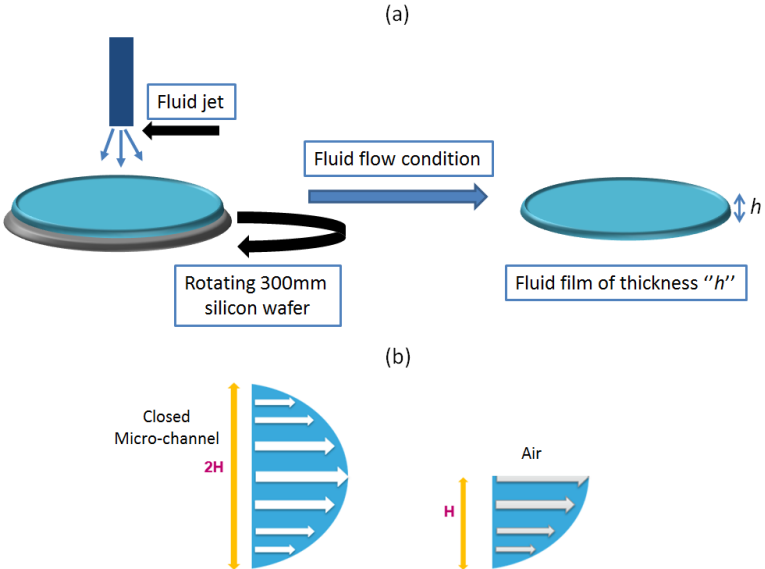 (a)
Fluid jet
Fluid flow condition
h
Rotating 300mm
silicon wafer
Fluid film of thickness ‘‘h’’
(b)
Closed
Micro-channel
2H
Air
H